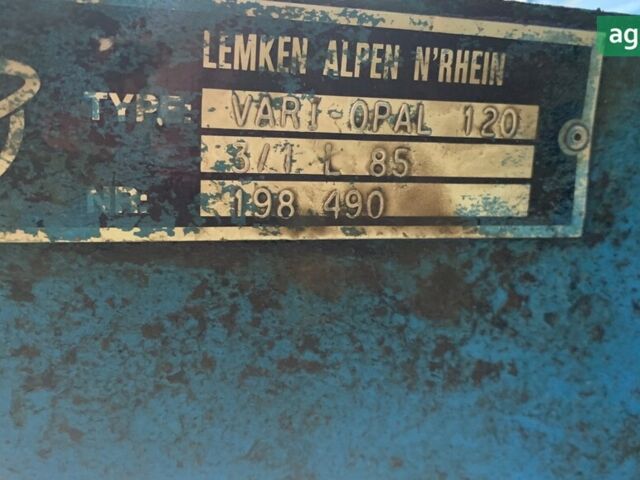 ag
LEMKEN ALPEN N'RHEIN
TYPE: VARI-OPAL 120
3/1 L 85
NR: 198 490